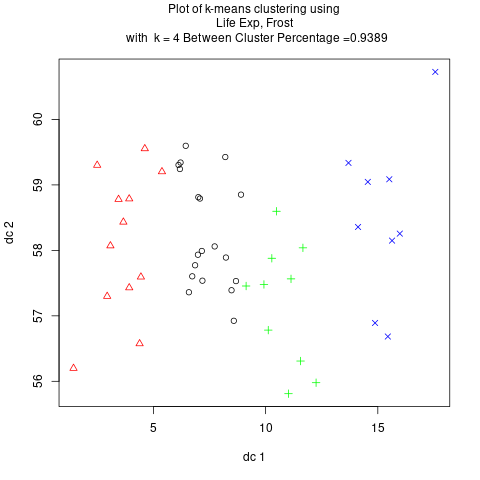 Plot of k-means clustering using
Life Exp, Frost
with k = 4 Between Cluster Percentage =0.9389
dc 2
60
59
58
57
56
5
10
15
dc 1